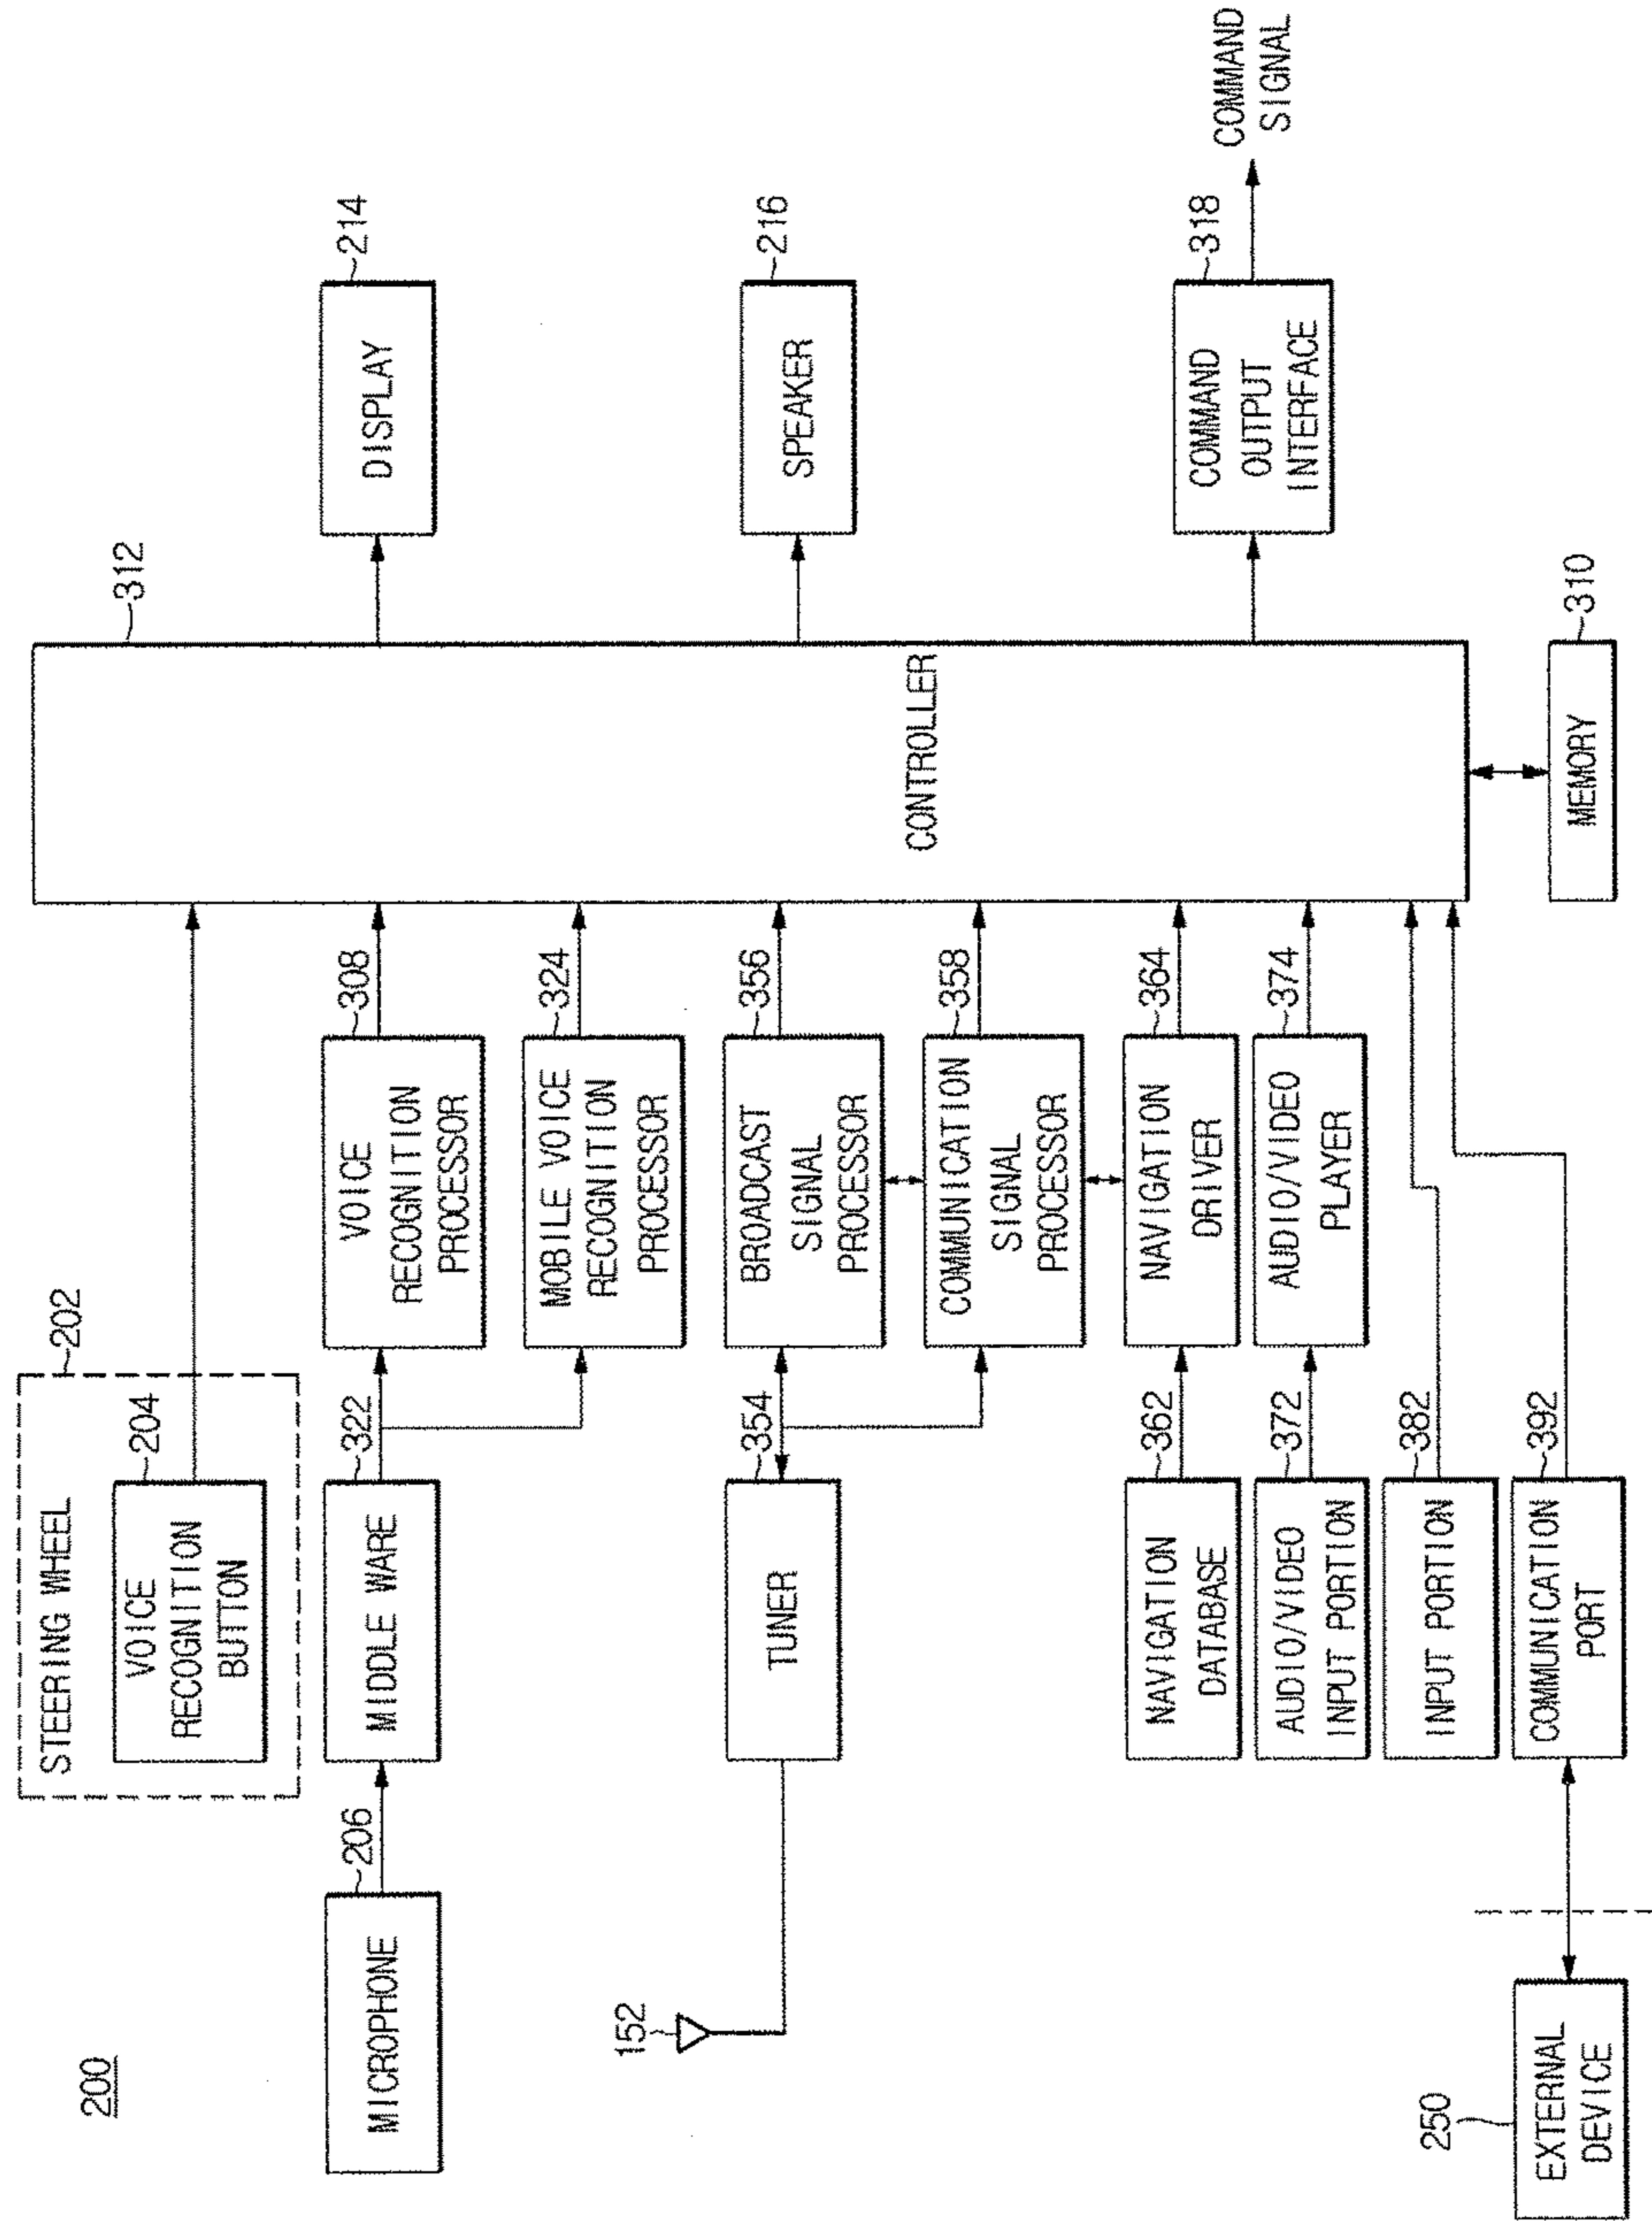 200
STEERING WHEEL
202
VOICE
RECOGNITION
BUTTON
204
312
MICROPHONE
206
MIDDLE WARE
322
VOICE
RECOGNITION
PROCESSOR
308
MOBILE VOICE
RECOGNITION
PROCESSOR
324
DISPLAY
214
152
TUNER
354
BROADCAST
SIGNAL
PROCESSOR
356
COMMUNICATION
SIGNAL
PROCESSOR
358
CONTROLLER
SPEAKER
216
NAVIGATION
DATABASE
362
NAVIGATION
DRIVER
364
AUDIO/VIDEO
INPUT PORTION
372
AUDIO/VIDEO
PLAYER
374
COMMAND
OUTPUT
INTERFACE
318
COMMAND
SIGNAL
INPUT PORTION
382
250
EXTERNAL
DEVICE
COMMUNICATION
PORT
392
MEMORY
310